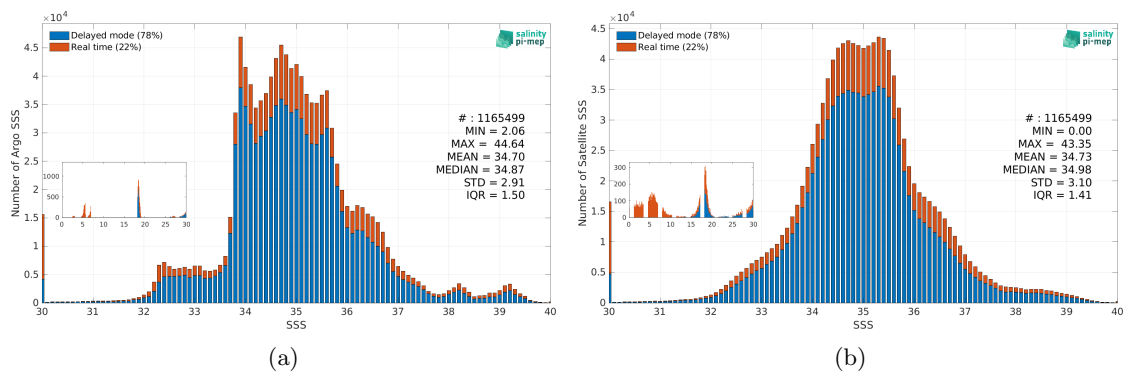 ×10⁴
Delayed mode (78%)
Real time (22%)
salinity
pi-mep
# : 1165499
MIN = 2.06
MAX = 44.64
MEAN = 34.70
MEDIAN = 34.87
STD = 2.91
IQR = 1.50
Number of Argo SSS
4.5
4
3.5
3
2.5
2
1.5
1
0.5
0
1000
500
0
0 5 10 15 20 25 30
30 31 32 33 34 35 36 37 38 39 40
SSS
(a)
×10⁴
Delayed mode (78%)
Real time (22%)
salinity
pi-mep
# : 1165499
MIN = 0.00
MAX = 43.35
MEAN = 34.73
MEDIAN = 34.98
STD = 3.10
IQR = 1.41
Number of Satellite SSS
4.5
4
3.5
3
2.5
2
1.5
1
0.5
0
300
200
100
0
0 5 10 15 20 25 30
30 31 32 33 34 35 36 37 38 39 40
SSS
(b)